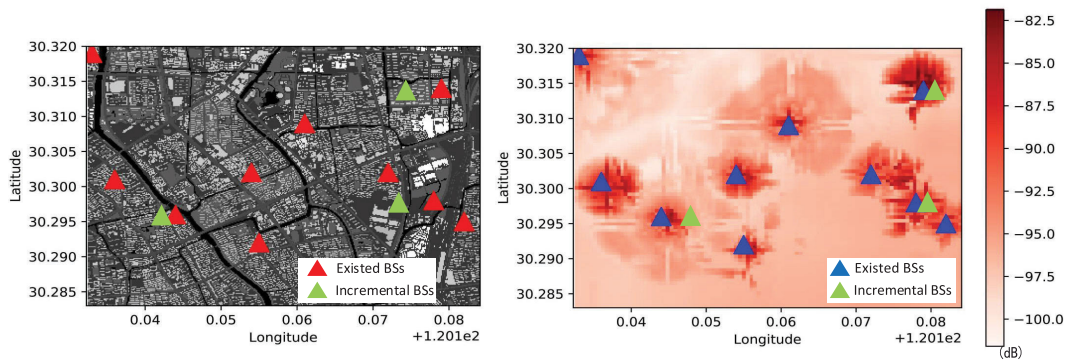 30.320
30.315
30.310
30.305
30.300
30.295
30.290
30.285
Latitude
0.04 0.05 0.06 0.07 0.08
Longitude +1.201e2
Existed BSs
Incremental BSs
30.320
30.315
30.310
30.305
30.300
30.295
30.290
30.285
Latitude
0.04 0.05 0.06 0.07 0.08
Longitude +1.201e2
Existed BSs
Incremental BSs
−82.5
−85.0
−87.5
−90.0
−92.5
−95.0
−97.5
−100.0
(dB)